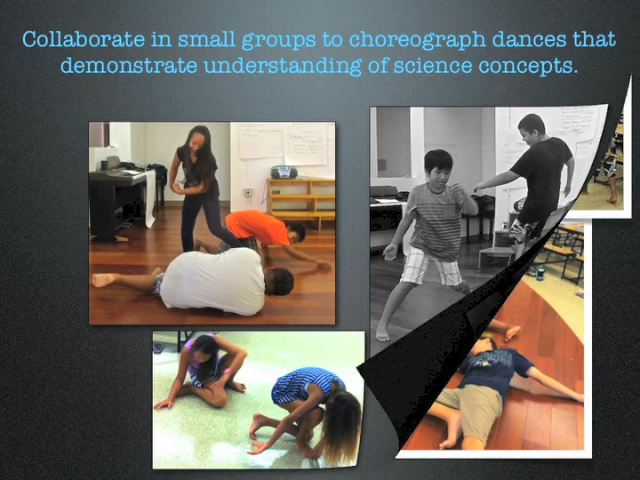 Collaborate in small groups to choreograph dances that
demonstrate understanding of science concepts.